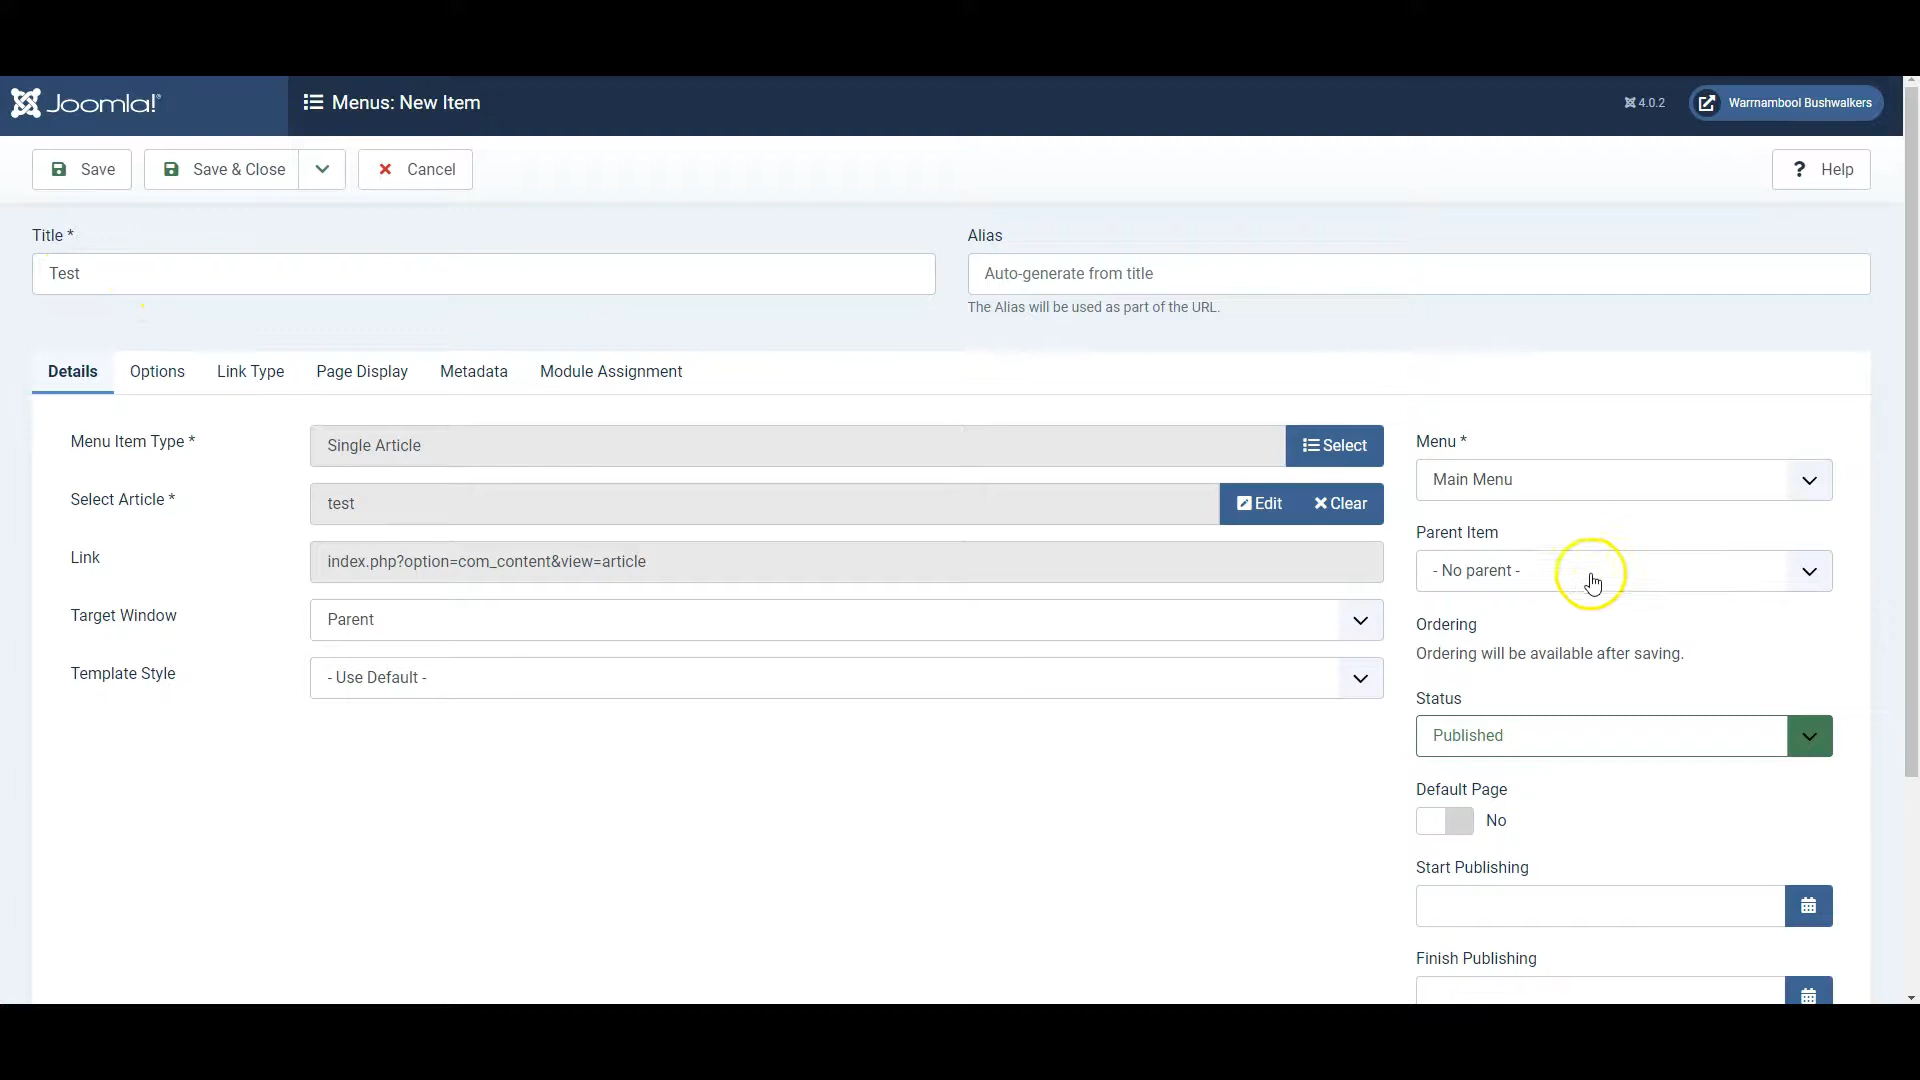 Joomla!
Menus: New Item
4.0.2
Warrnambool Bushwalkers
Save
Save & Close
Cancel
? Help
Title *
Alias
Test
Auto-generate from title
The Alias will be used as part of the URL.
Details
Options
Link Type
Page Display
Metadata
Module Assignment
Menu Item Type *
Single Article
Select
Menu *
Main Menu
Select Article *
test
Edit
Clear
Parent Item
- No parent -
Link
index.php?option=com_content&view=article
Target Window
Parent
Ordering
Ordering will be available after saving.
Template Style
- Use Default -
Status
Published
Default Page
No
Start Publishing
Finish Publishing